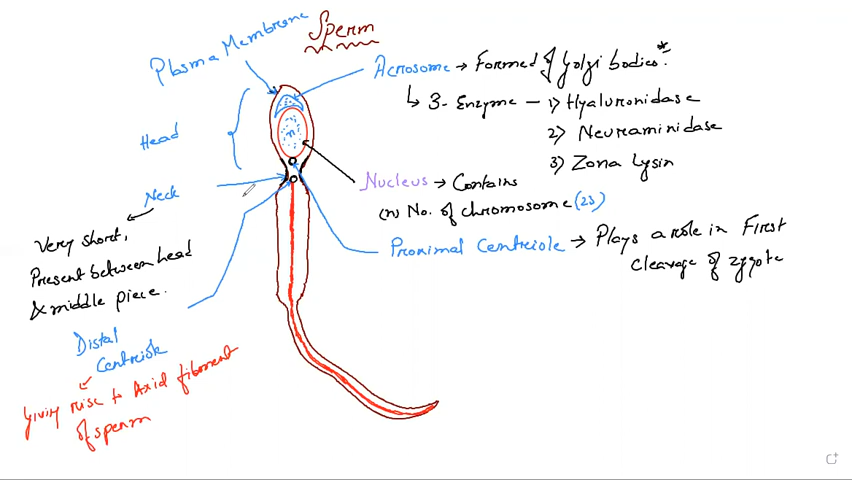 Sperm
Plasma Membrane
Acrosome → Formed of Golgi bodies*.
↳ 3- Enzyme – 1) Hyaluronidase
2) Neuraminidase
3) Zona Lysin
Head
n
Nucleus → Contains
(n) No. of chromosome (23)
Neck
Very short,
Present between head
& middle piece.
Proximal Centriole → Plays a role in First
cleavage of zygote
Distal
Centriole
Giving rise to Axial filament
of sperm